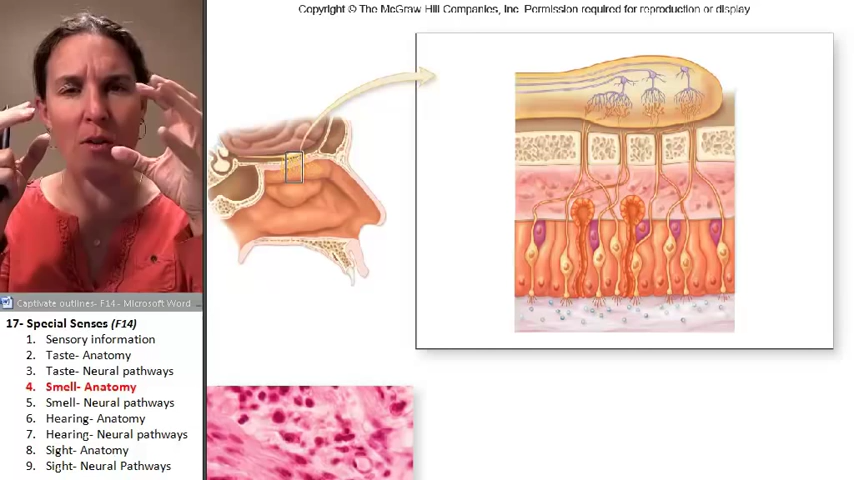 Copyright © The McGraw Hill Companies, Inc. Permission required for reproduction or display
Captivate outlines- F14 - Microsoft Word
17- Special Senses (F14)
1. Sensory information
2. Taste- Anatomy
3. Taste- Neural pathways
4. Smell- Anatomy
5. Smell- Neural pathways
6. Hearing- Anatomy
7. Hearing- Neural pathways
8. Sight- Anatomy
9. Sight- Neural Pathways